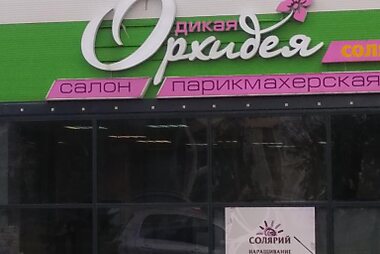 дикая
Орхидея
сол
салон парикмахерская
СОЛЯРИЙ
НАРАЩИВАНИЕ